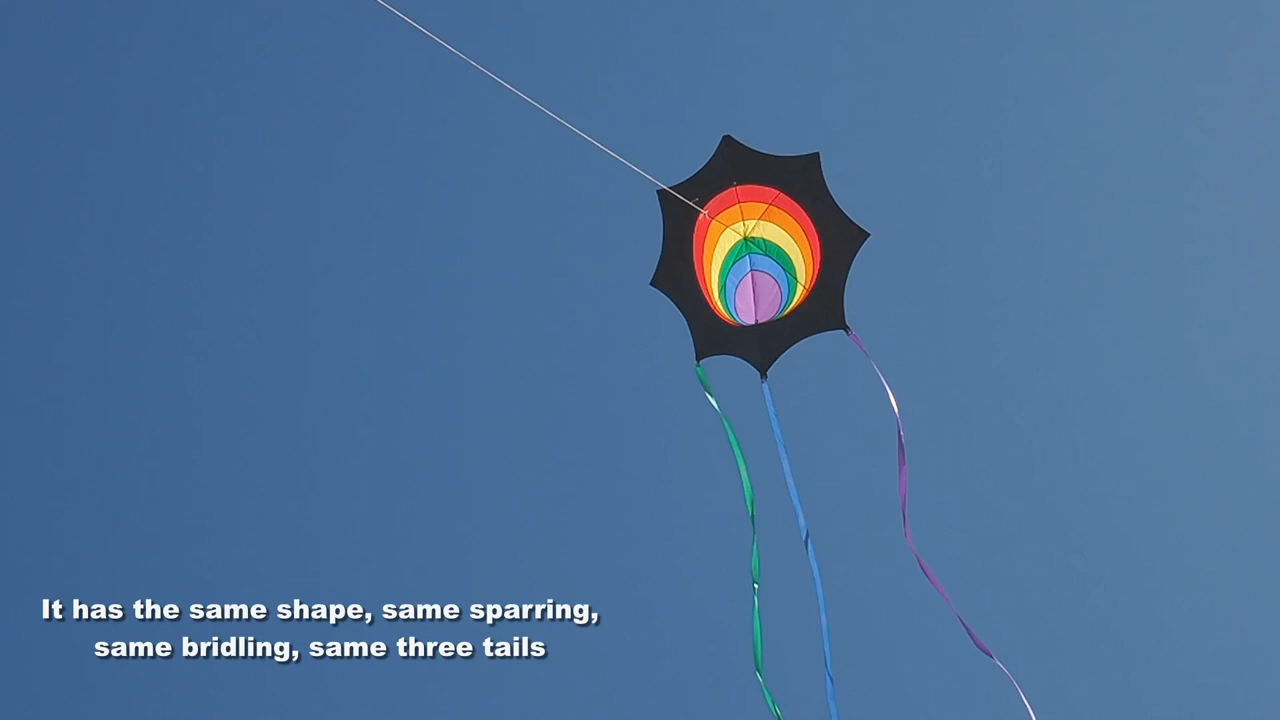 It has the same shape, same sparring,
same bridling, same three tails